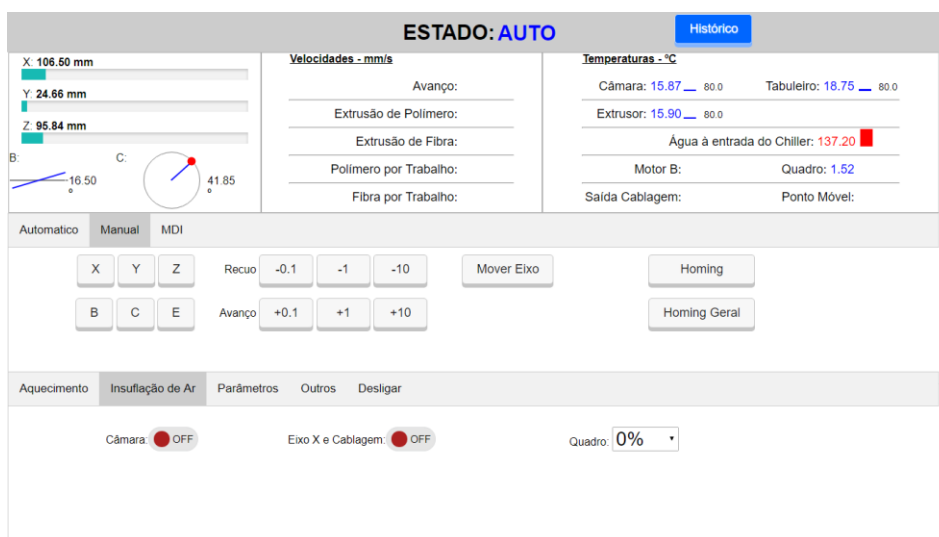 ESTADO: AUTO Histórico
X: 106.50 mm
Y: 24.66 mm
Z: 95.84 mm
B: 16.50 º C: 41.85 º
Velocidades - mm/s
Avanço:
Extrusão de Polímero:
Extrusão de Fibra:
Polímero por Trabalho:
Fibra por Trabalho:
Temperaturas - ºC
Câmara: 15.87 80.0 Tabuleiro: 18.75 80.0
Extrusor: 15.90 80.0
Água à entrada do Chiller: 137.20
Motor B: Quadro: 1.52
Saída Cablagem: Ponto Móvel:
Automatico Manual MDI
X Y Z Recuo -0.1 -1 -10 Mover Eixo Homing
B C E Avanço +0.1 +1 +10 Homing Geral
Aquecimento Insuflação de Ar Parâmetros Outros Desligar
Câmara: OFF Eixo X e Cablagem: OFF Quadro: 0%